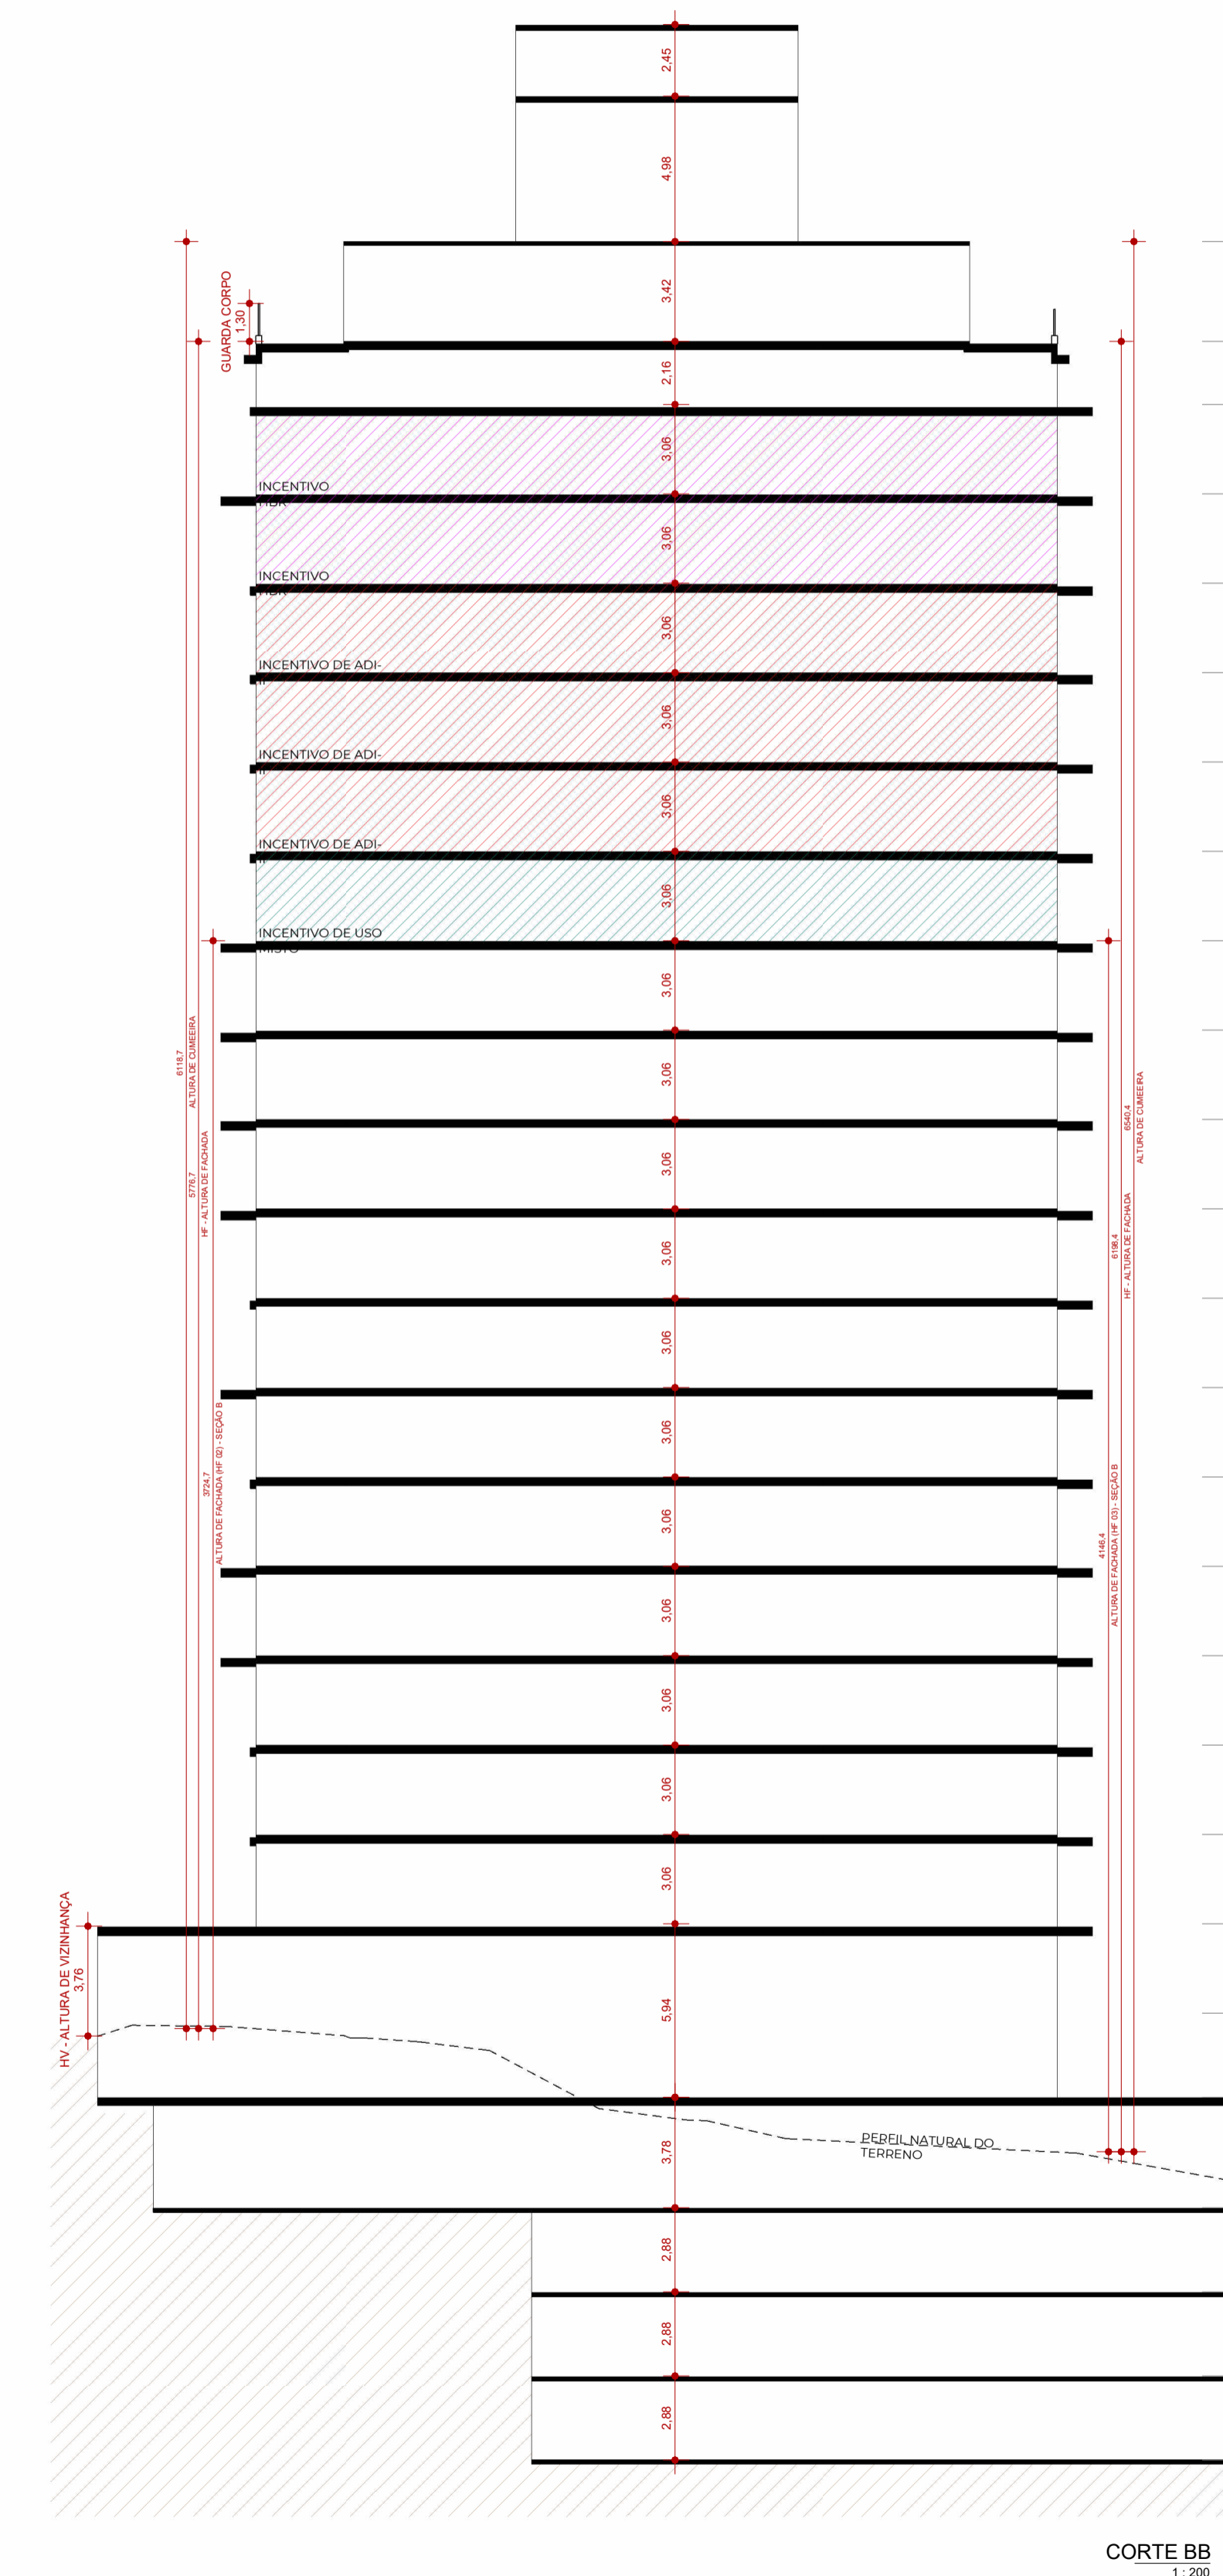 2,45
4,98
3,42
GUARDA CORPO
1,30
2,16
3,06
INCENTIVO
3,06
INCENTIVO
3,06
INCENTIVO DE ADI-
3,06
INCENTIVO DE ADI-
3,06
INCENTIVO DE ADI-
3,06
INCENTIVO DE USO
MISTO
3,06
3,06
3,06
3,06
3,06
3,06
3,06
3,06
3,06
3,06
3,06
6118,7
ALTURA DE CUMEEIRA
5776,7
HF - ALTURA DE FACHADA
3724,7
ALTURA DE FACHADA (HF 02) - SEÇÃO B
6540,4
ALTURA DE CUMEEIRA
6198,4
HF - ALTURA DE FACHADA
4146,4
ALTURA DE FACHADA (HF 03) - SEÇÃO B
HV - ALTURA DE VIZINHANÇA
3,76
5,94
PERFIL NATURAL DO
TERRENO
3,78
2,88
2,88
2,88
CORTE BB
1 : 200